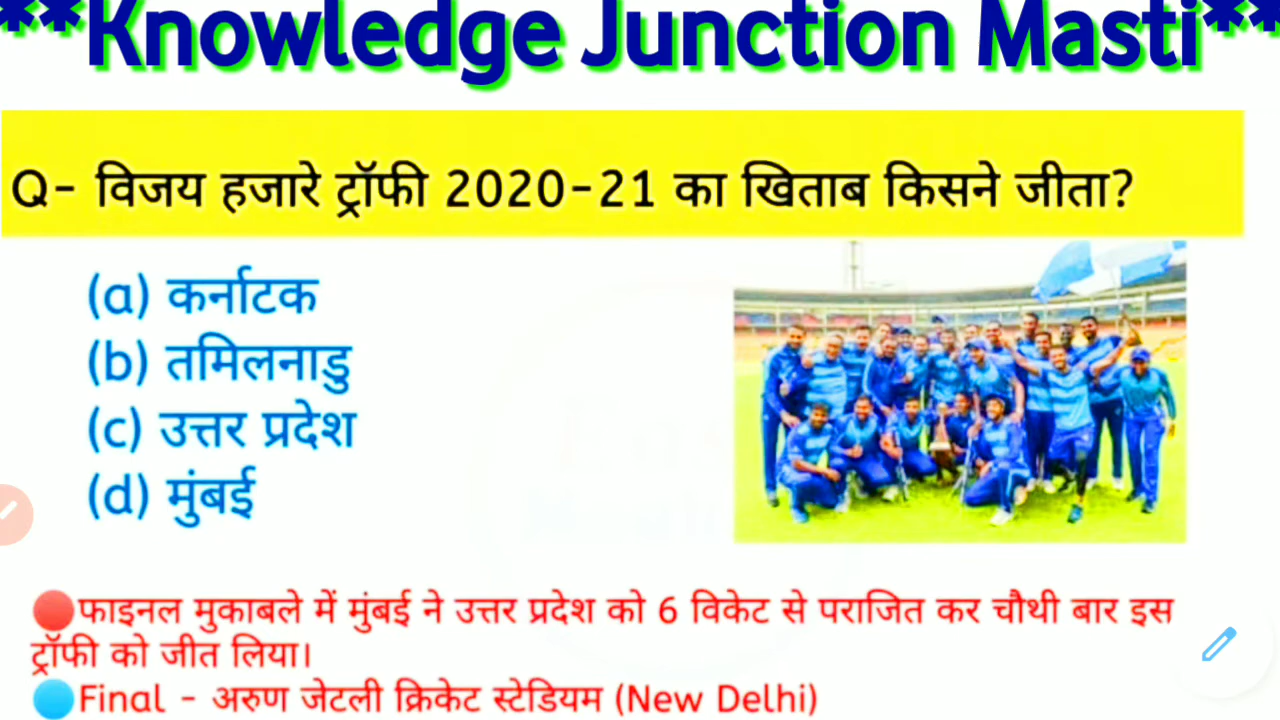 **Knowledge Junction Masti**
Q- विजय हजारे ट्रॉफी 2020-21 का खिताब किसने जीता?
(a) कर्नाटक
(b) तमिलनाडु
(c) उत्तर प्रदेश
(d) मुंबई
फाइनल मुकाबले में मुंबई ने उत्तर प्रदेश को 6 विकेट से पराजित कर चौथी बार इस
ट्रॉफी को जीत लिया।
Final - अरुण जेटली क्रिकेट स्टेडियम (New Delhi)